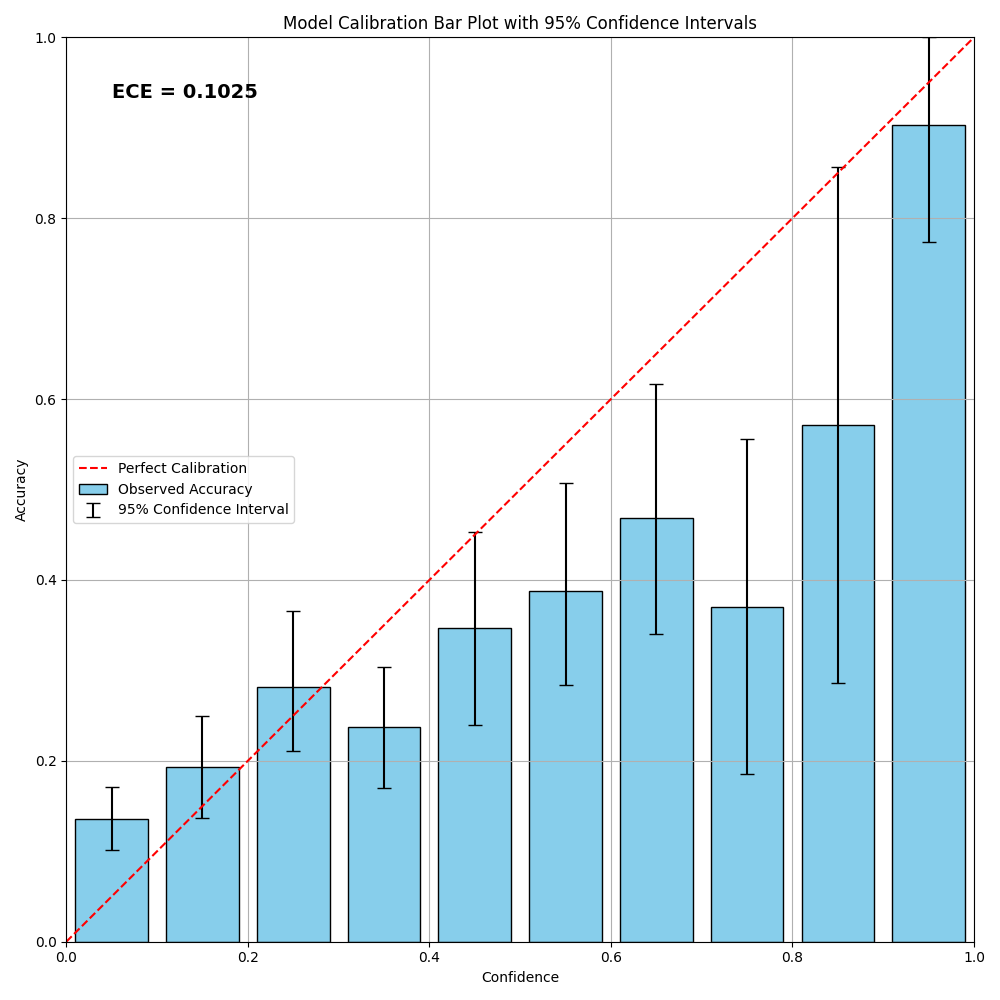 Model Calibration Bar Plot with 95% Confidence Intervals
ECE = 0.1025
1.0
0.8
0.6
0.4
0.2
0.0
Accuracy
Perfect Calibration
Observed Accuracy
95% Confidence Interval
0.0 0.2 0.4 0.6 0.8 1.0
Confidence